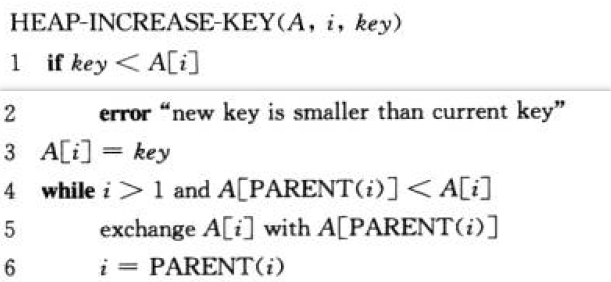 HEAP-INCREASE-KEY(A, i, key)
1 if key < A[i]
2 error “new key is smaller than current key”
3 A[i] = key
4 while i > 1 and A[PARENT(i)] < A[i]
5 exchange A[i] with A[PARENT(i)]
6 i = PARENT(i)